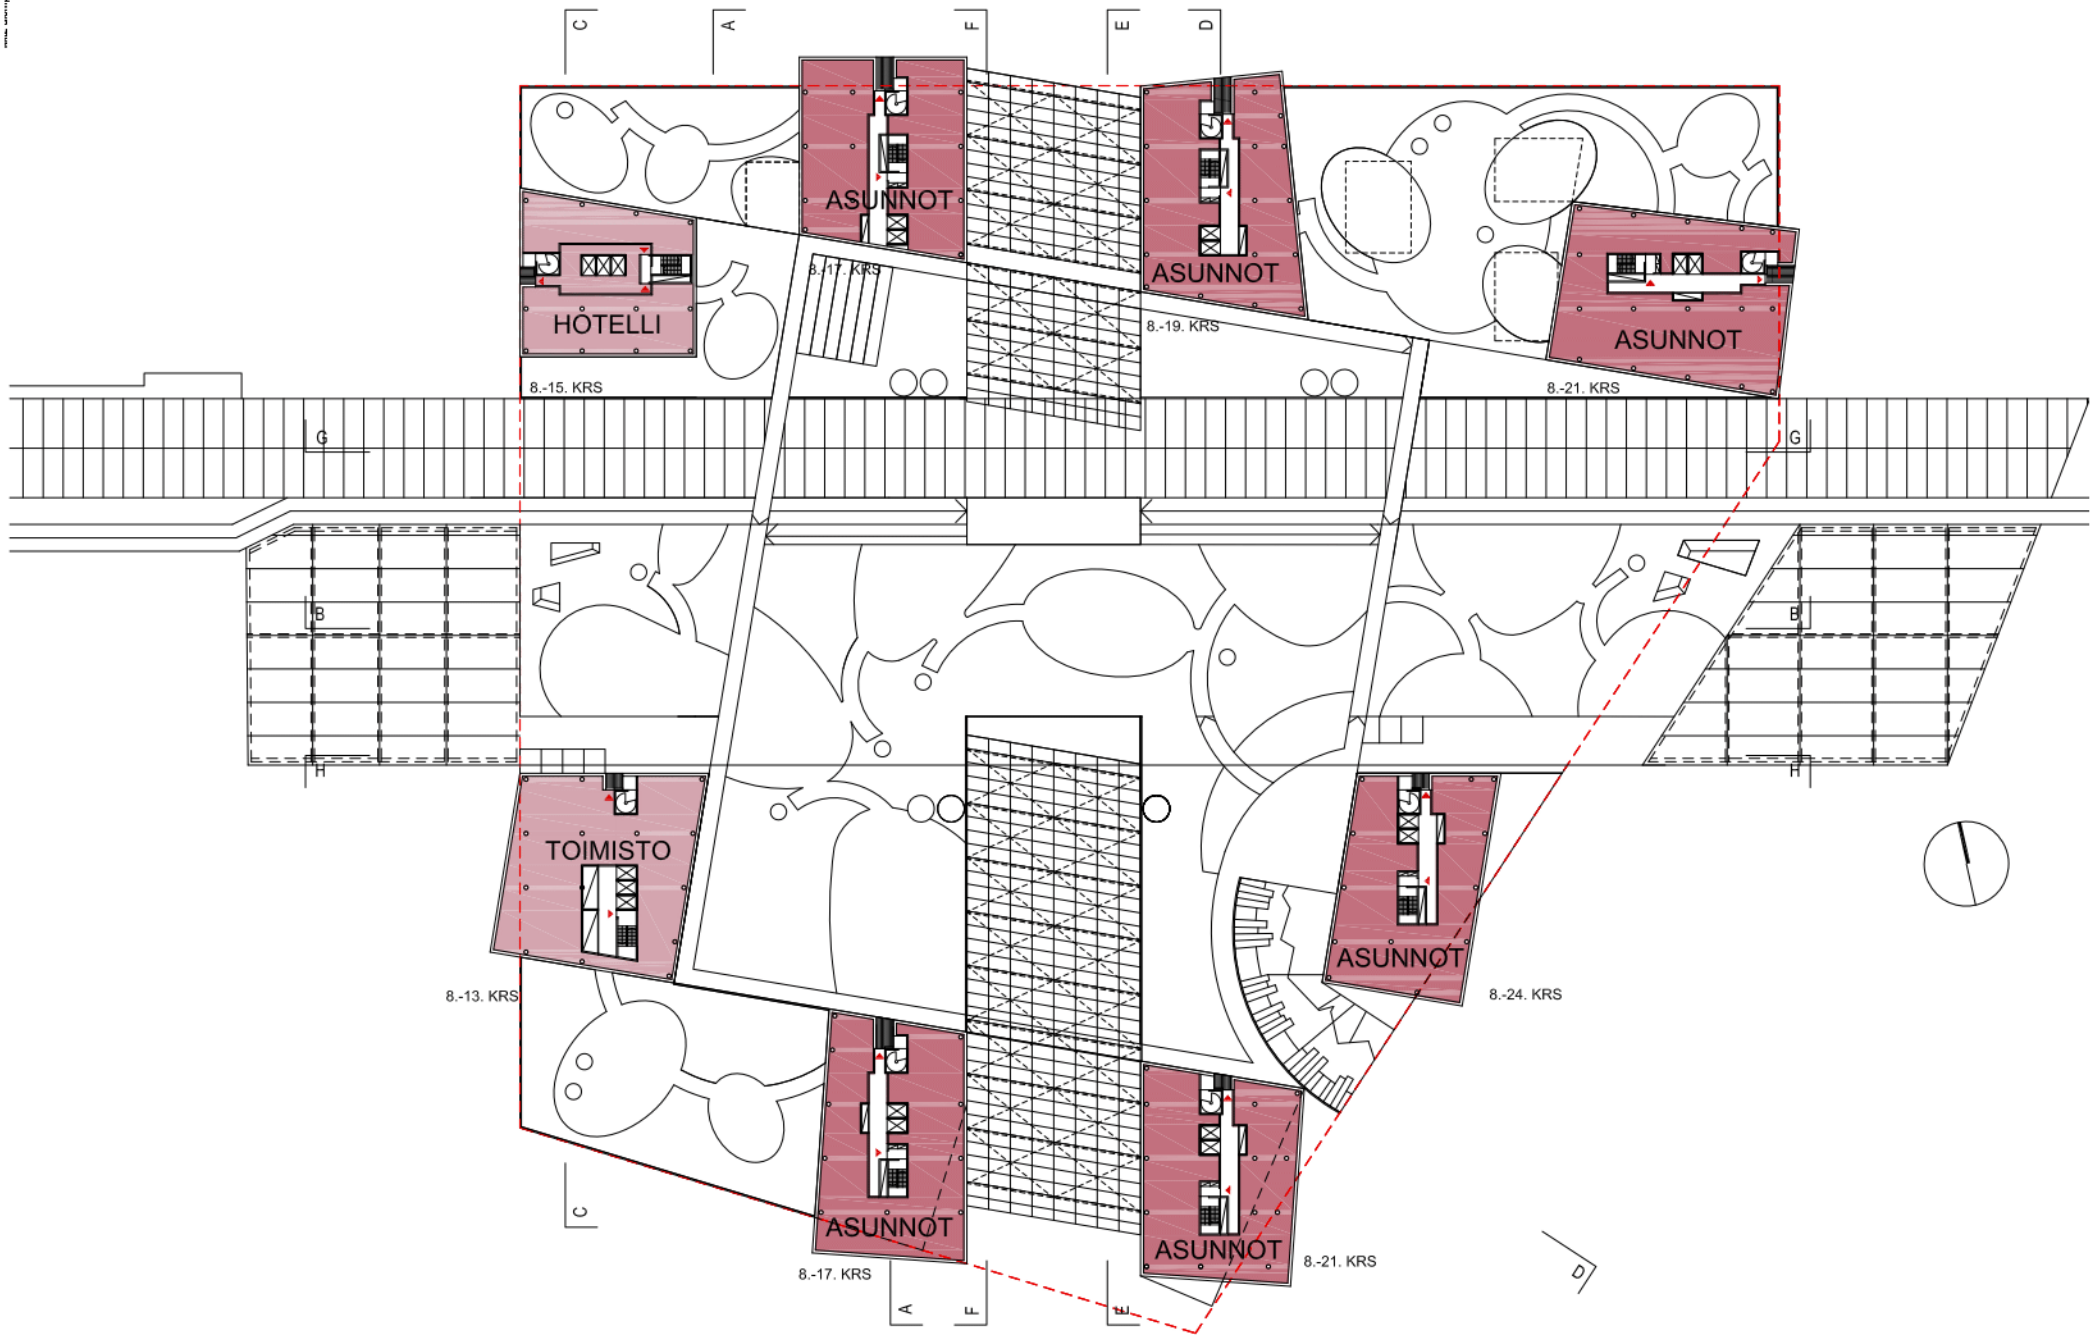 C
A
F
E
D
ASUNNOT
8.-17. KRS
ASUNNOT
8.-19. KRS
HOTELLI
8.-15. KRS
ASUNNOT
8.-21. KRS
G
G
B
B
H
H
TOIMISTO
8.-13. KRS
ASUNNOT
8.-24. KRS
ASUNNOT
8.-17. KRS
ASUNNOT
8.-21. KRS
C
A
F
E
D